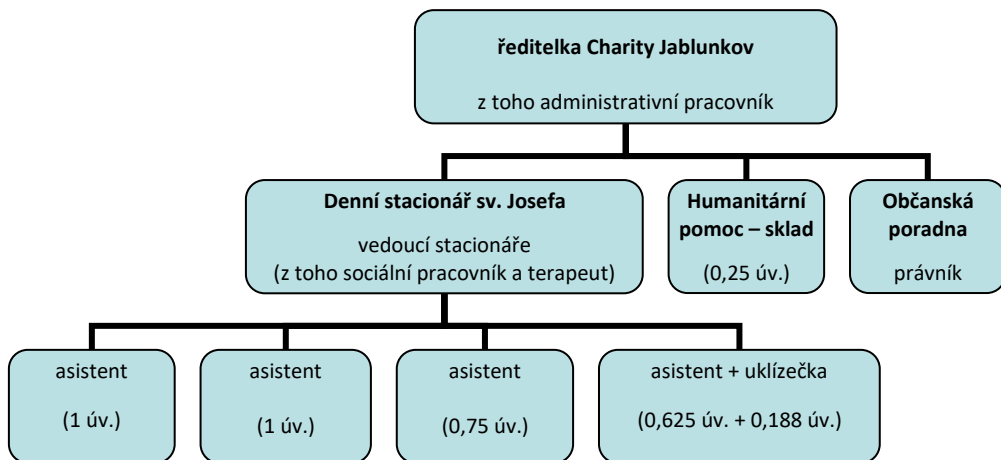 ředitelka Charity Jablunkov
z toho administrativní pracovník
Denní stacionář sv. Josefa
vedoucí stacionáře
(z toho sociální pracovník a terapeut)
Humanitární
pomoc – sklad
(0,25 úv.)
Občanská
poradna
právník
asistent
(1 úv.)
asistent
(1 úv.)
asistent
(0,75 úv.)
asistent + uklízečka
(0,625 úv. + 0,188 úv.)